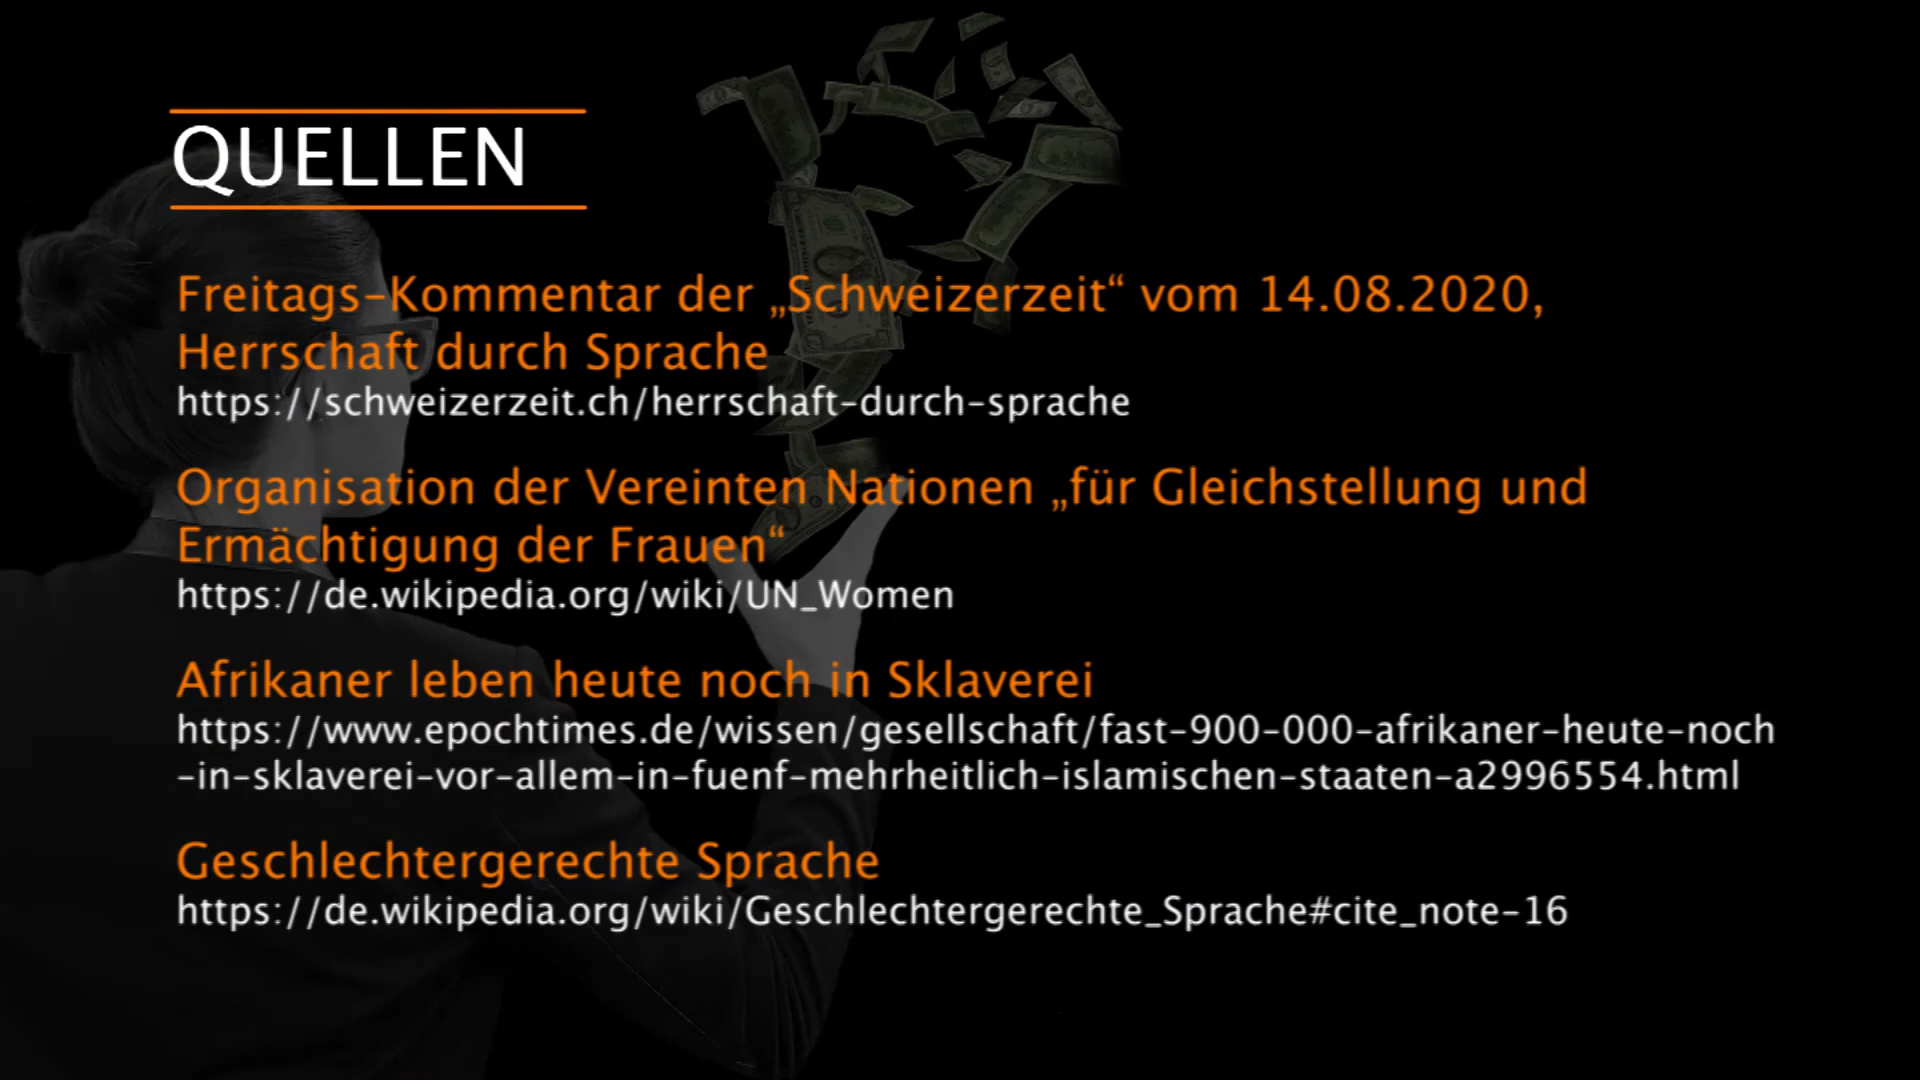 QUELLEN
Freitags-Kommentar der „Schweizerzeit“ vom 14.08.2020,
Herrschaft durch Sprache
https://schweizerzeit.ch/herrschaft-durch-sprache
Organisation der Vereinten Nationen „für Gleichstellung und
Ermächtigung der Frauen“
https://de.wikipedia.org/wiki/UN_Women
Afrikaner leben heute noch in Sklaverei
https://www.epochtimes.de/wissen/gesellschaft/fast-900-000-afrikaner-heute-noch
-in-sklaverei-vor-allem-in-fuenf-mehrheitlich-islamischen-staaten-a2996554.html
Geschlechtergerechte Sprache
https://de.wikipedia.org/wiki/Geschlechtergerechte_Sprache#cite_note-16